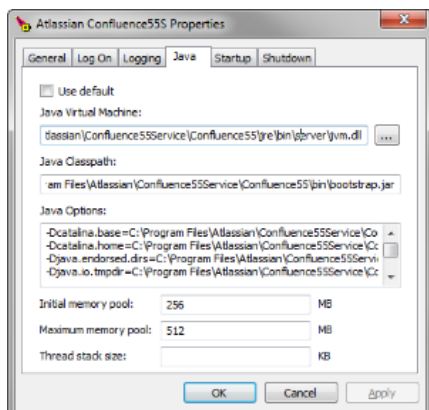 Atlassian Confluence55S Properties
General Log On Logging Java Startup Shutdown
Use default
Java Virtual Machine:
tlassian\Confluence55Service\Confluence55\jre\bin\server\jvm.dll ...
Java Classpath:
am Files\Atlassian\Confluence55Service\Confluence55\bin\bootstrap.jar
Java Options:
-Dcatalina.base=C:\Program Files\Atlassian\Confluence55Service\Co
-Dcatalina.home=C:\Program Files\Atlassian\Confluence55Service\Cc
-Djava.endorsed.dirs=C:\Program Files\Atlassian\Confluence55Servi
-Djava.io.tmpdir=C:\Program Files\Atlassian\Confluence55Service\Cc
Initial memory pool: 256 MB
Maximum memory pool: 512 MB
Thread stack size: KB
OK Cancel Apply